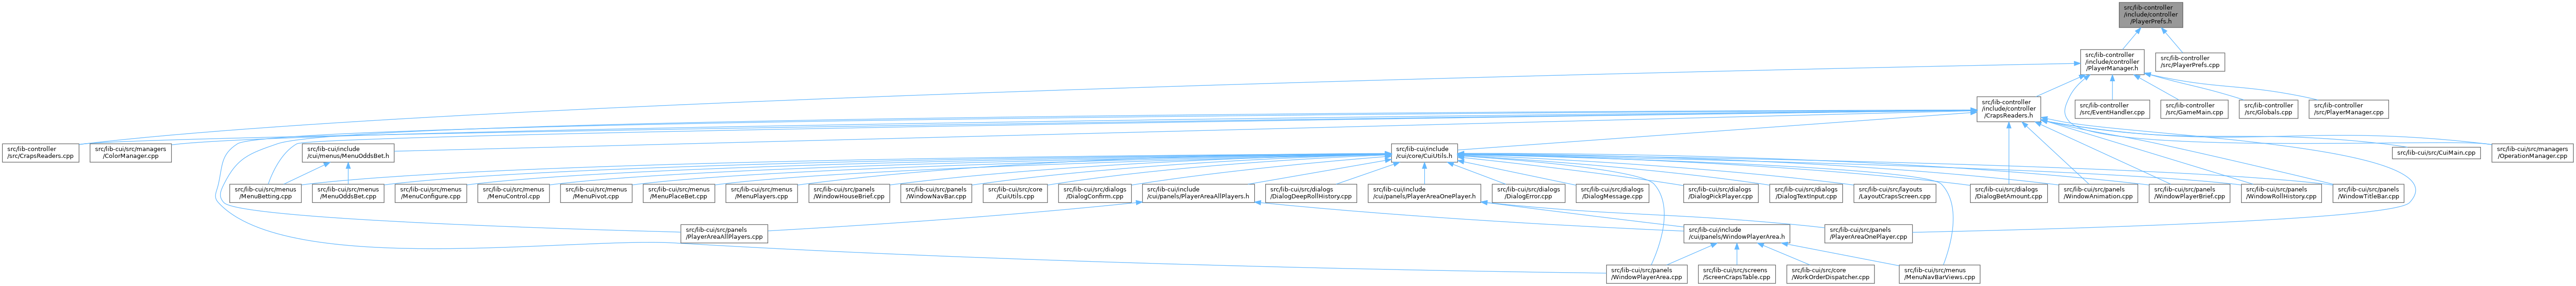 src/lib-controller
/include/controller
/PlayerPrefs.h
src/lib-controller
/include/controller
/PlayerManager.h
src/lib-controller
/src/PlayerPrefs.cpp
src/lib-controller
/include/controller
/CrapsReaders.h
src/lib-controller
/src/EventHandler.cpp
src/lib-controller
/src/GameMain.cpp
src/lib-controller
/src/Globals.cpp
src/lib-controller
/src/PlayerManager.cpp
src/lib-controller
/src/CrapsReaders.cpp
src/lib-cui/src/managers
/ColorManager.cpp
src/lib-cui/include
/cui/menus/MenuOddsBet.h
src/lib-cui/include
/cui/core/CuiUtils.h
src/lib-cui/src/CuiMain.cpp
src/lib-cui/src/managers
/OperationManager.cpp
src/lib-cui/src/menus
/MenuBetting.cpp
src/lib-cui/src/menus
/MenuOddsBet.cpp
src/lib-cui/src/menus
/MenuConfigure.cpp
src/lib-cui/src/menus
/MenuControl.cpp
src/lib-cui/src/menus
/MenuPivot.cpp
src/lib-cui/src/menus
/MenuPlaceBet.cpp
src/lib-cui/src/menus
/MenuPlayers.cpp
src/lib-cui/src/panels
/WindowHouseBrief.cpp
src/lib-cui/src/panels
/WindowNavBar.cpp
src/lib-cui/src/core
/CuiUtils.cpp
src/lib-cui/src/dialogs
/DialogConfirm.cpp
src/lib-cui/include
/cui/panels/PlayerAreaAllPlayers.h
src/lib-cui/src/dialogs
/DialogDeepRollHistory.cpp
src/lib-cui/include
/cui/panels/PlayerAreaOnePlayer.h
src/lib-cui/src/dialogs
/DialogError.cpp
src/lib-cui/src/dialogs
/DialogMessage.cpp
src/lib-cui/src/dialogs
/DialogPickPlayer.cpp
src/lib-cui/src/dialogs
/DialogTextInput.cpp
src/lib-cui/src/layouts
/LayoutCrapsScreen.cpp
src/lib-cui/src/dialogs
/DialogBetAmount.cpp
src/lib-cui/src/panels
/WindowAnimation.cpp
src/lib-cui/src/panels
/WindowPlayerBrief.cpp
src/lib-cui/src/panels
/WindowRollHistory.cpp
src/lib-cui/src/panels
/WindowTitleBar.cpp
src/lib-cui/src/panels
/PlayerAreaAllPlayers.cpp
src/lib-cui/include
/cui/panels/WindowPlayerArea.h
src/lib-cui/src/panels
/PlayerAreaOnePlayer.cpp
src/lib-cui/src/panels
/WindowPlayerArea.cpp
src/lib-cui/src/screens
/ScreenCrapsTable.cpp
src/lib-cui/src/core
/WorkOrderDispatcher.cpp
src/lib-cui/src/menus
/MenuNavBarViews.cpp